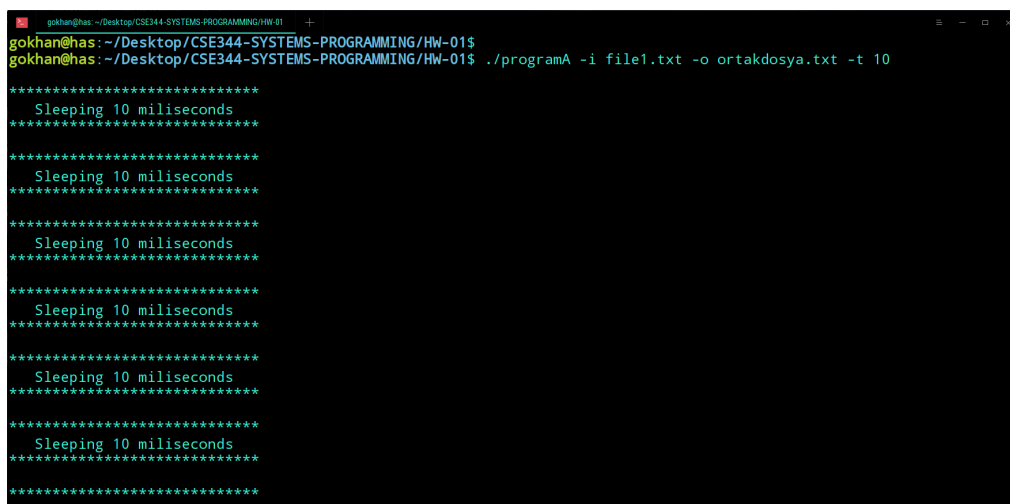 gokhan@has: ~/Desktop/CSE344-SYSTEMS-PROGRAMMING/HW-01
gokhan@has:~/Desktop/CSE344-SYSTEMS-PROGRAMMING/HW-01$
gokhan@has:~/Desktop/CSE344-SYSTEMS-PROGRAMMING/HW-01$ ./programA -i file1.txt -o ortakdosya.txt -t 10
*****************************
Sleeping 10 miliseconds
*****************************
*****************************
Sleeping 10 miliseconds
*****************************
*****************************
Sleeping 10 miliseconds
*****************************
*****************************
Sleeping 10 miliseconds
*****************************
*****************************
Sleeping 10 miliseconds
*****************************
*****************************
Sleeping 10 miliseconds
*****************************
*****************************